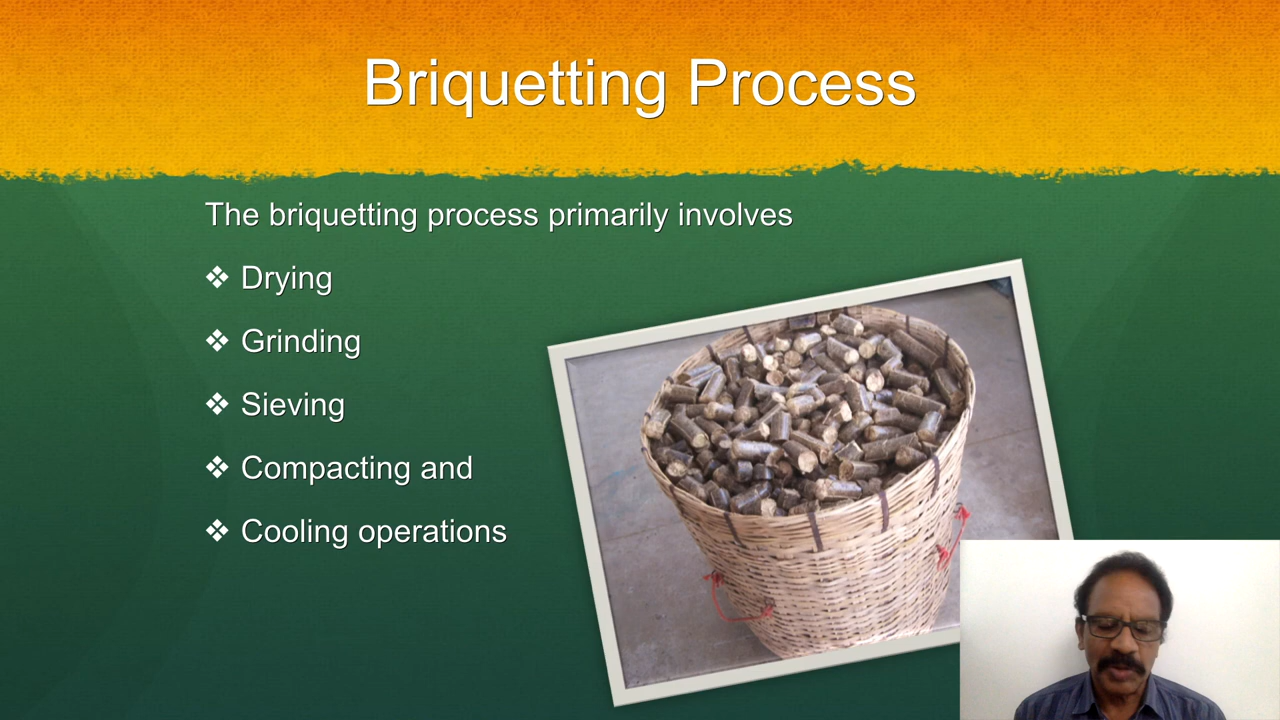 Briquetting Process
The briquetting process primarily involves
❖ Drying
❖ Grinding
❖ Sieving
❖ Compacting and
❖ Cooling operations